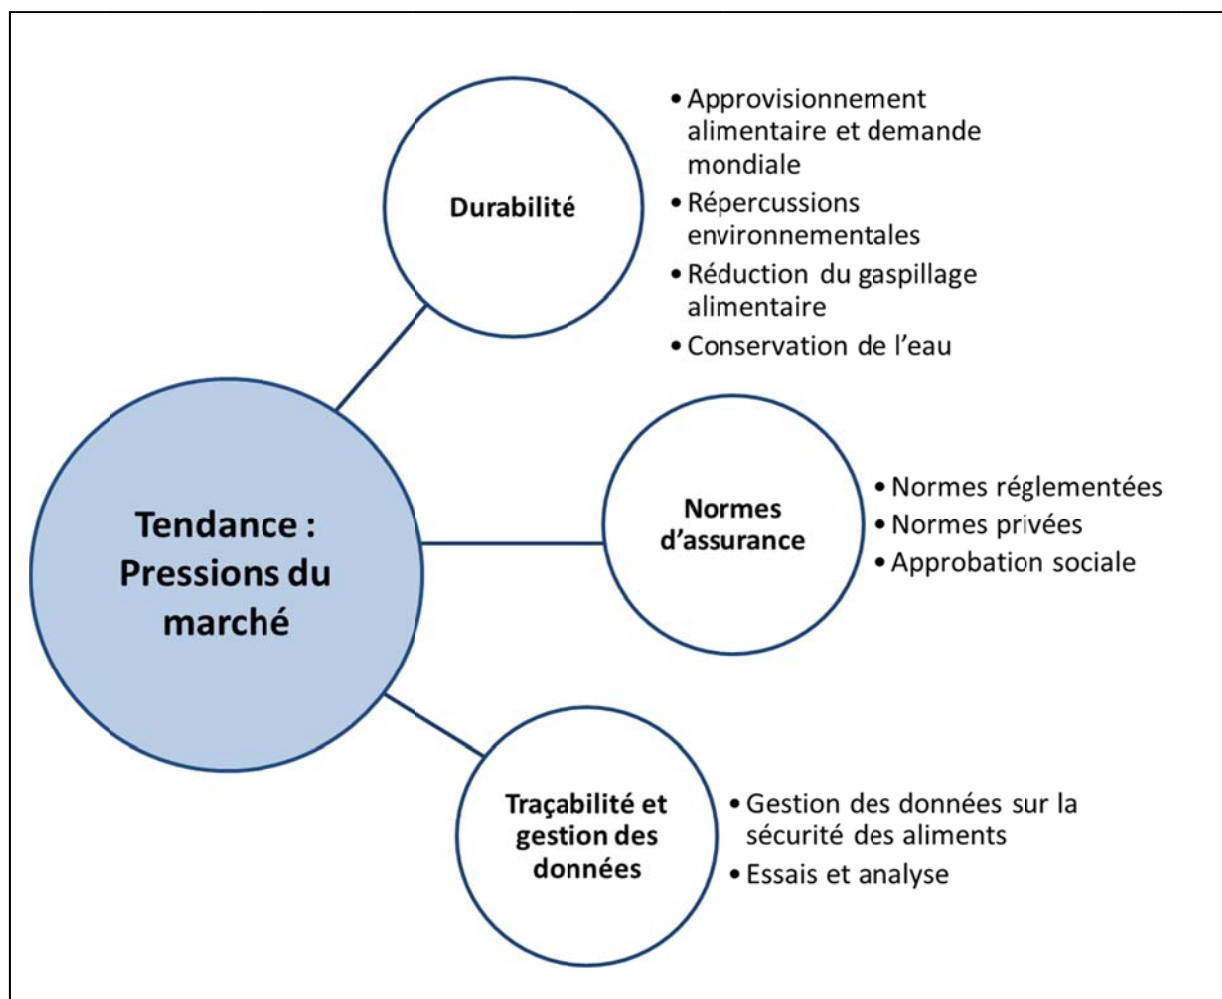 Durabilité
• Approvisionnement
alimentaire et demande
mondiale
• Répercussions
environnementales
• Réduction du gaspillage
alimentaire
• Conservation de l’eau
Tendance :
Pressions du
marché
Normes
d’assurance
• Normes réglementées
• Normes privées
• Approbation sociale
Traçabilité et
gestion des
données
• Gestion des données sur la
sécurité des aliments
• Essais et analyse